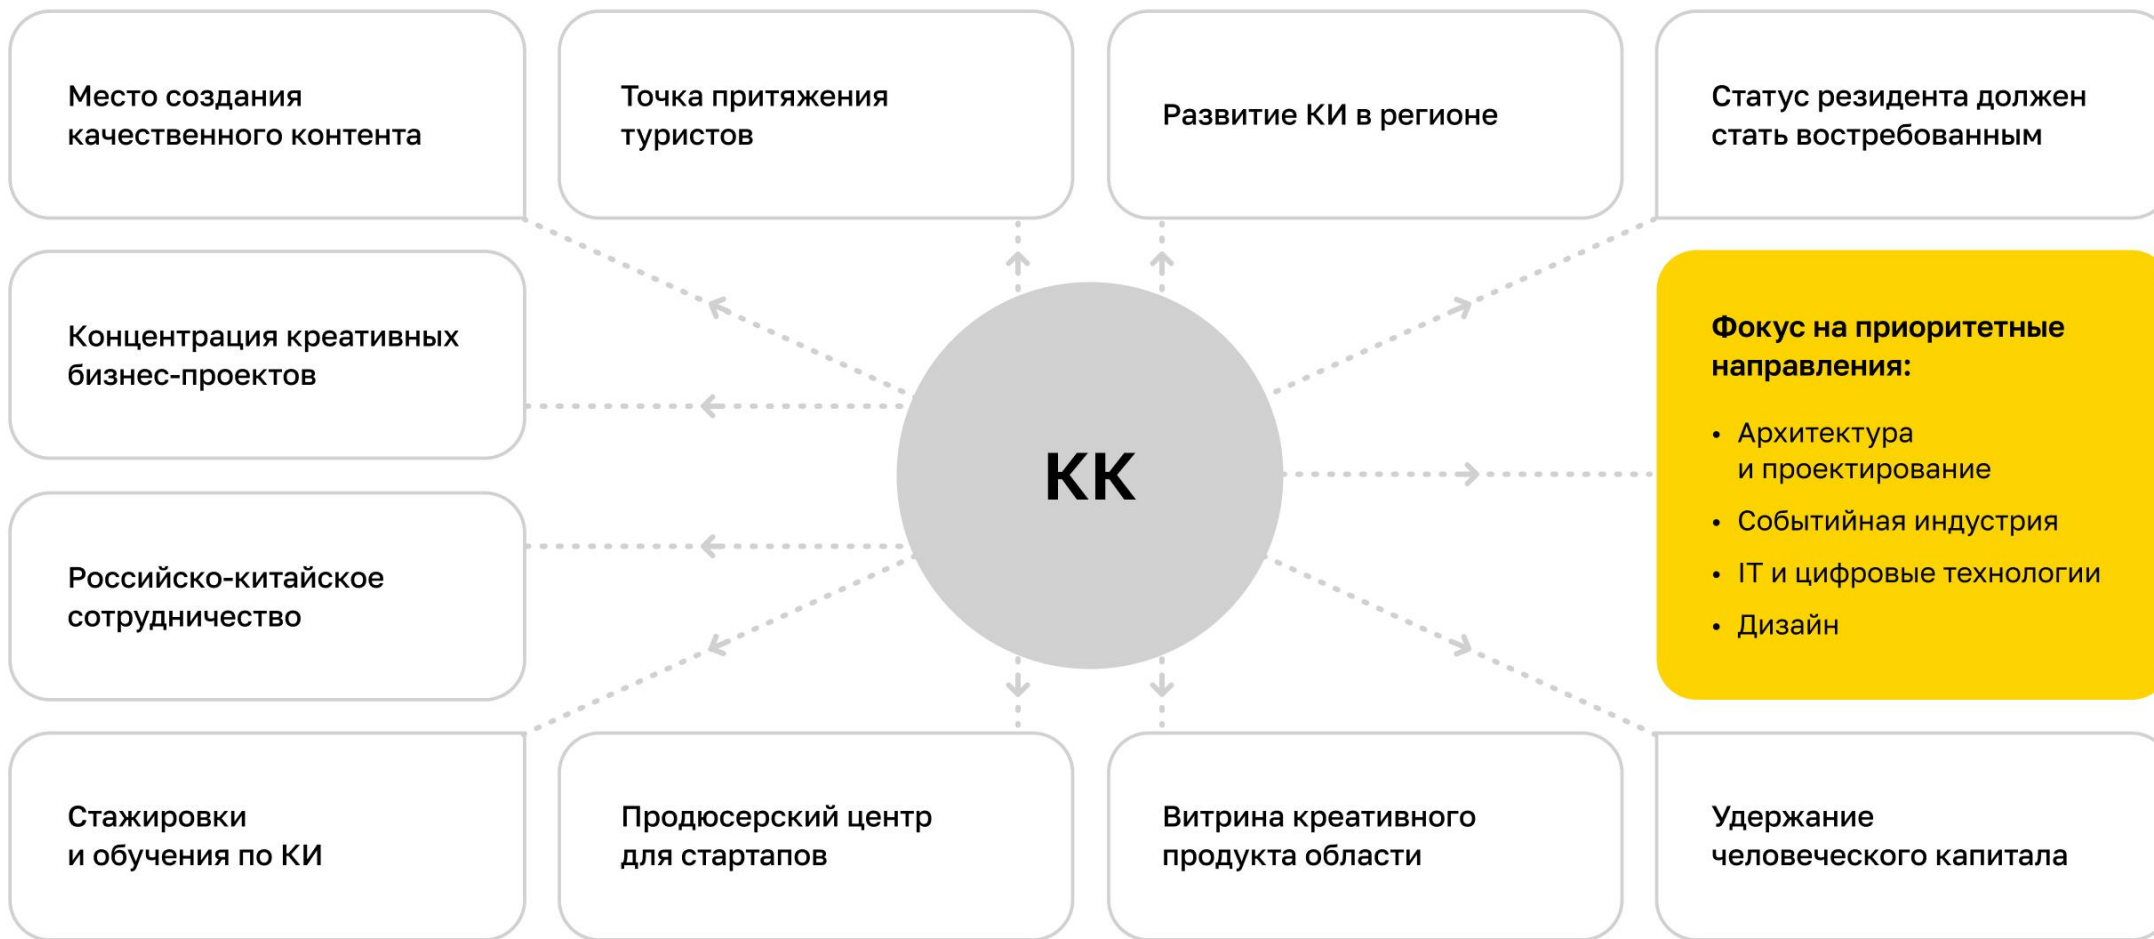 Место создания
качественного контента
Точка притяжения
туристов
Развитие КИ в регионе
Статус резидента должен
стать востребованным
Концентрация креативных
бизнес-проектов
Российско-китайское
сотрудничество
КК
Фокус на приоритетные
направления:
• Архитектура
и проектирование
• Событийная индустрия
• IT и цифровые технологии
• Дизайн
Стажировки
и обучения по КИ
Продюсерский центр
для стартапов
Витрина креативного
продукта области
Удержание
человеческого капитала